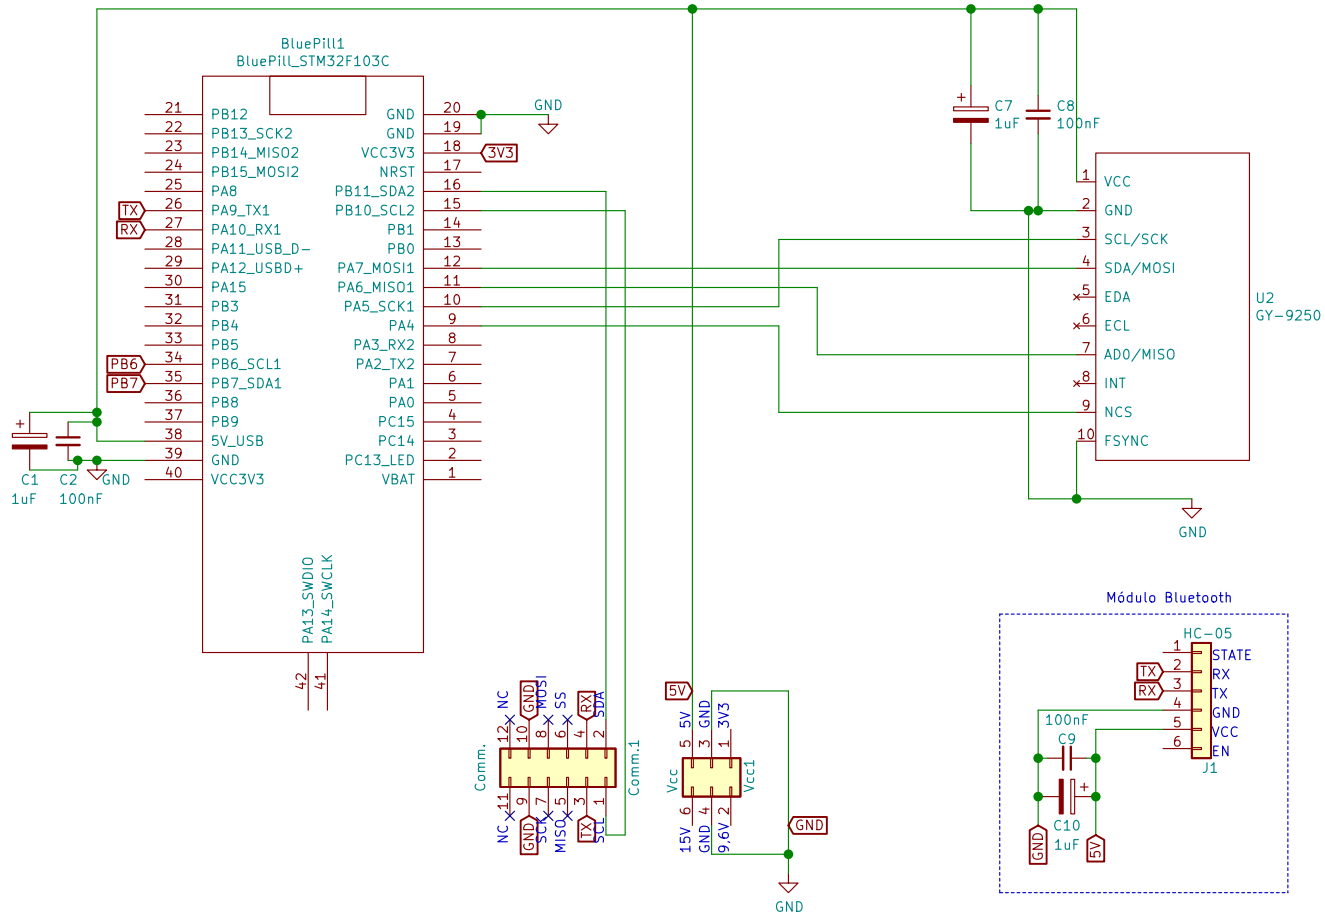 BluePill1
BluePill_STM32F103C
21 PB12
22 PB13_SCK2
23 PB14_MISO2
24 PB15_MOSI2
25 PA8
TX 26 PA9_TX1
RX 27 PA10_RX1
28 PA11_USB_D-
29 PA12_USBD+
30 PA15
31 PB3
32 PB4
33 PB5
PB6 34 PB6_SCL1
PB7 35 PB7_SDA1
36 PB8
37 PB9
38 5V_USB
39 GND
40 VCC3V3
GND 20
GND 19
VCC3V3 18 3V3
NRST 17
PB11_SDA2 16
PB10_SCL2 15
PB1 14
PB0 13
PA7_MOSI1 12
PA6_MISO1 11
PA5_SCK1 10
PA4 9
PA3_RX2 8
PA2_TX2 7
PA1 6
PA0 5
PC15 4
PC14 3
PC13_LED 2
VBAT 1
PA13_SWDIO 42
PA14_SWCLK 41
GND
+
C1
1uF
C2
100nF
GND
+
C7
1uF
C8
100nF
1 VCC
2 GND
3 SCL/SCK
4 SDA/MOSI
5 EDA
6 ECL
7 AD0/MISO
8 INT
9 NCS
10 FSYNC
U2
GY-9250
GND
Comm.
Comm.1
NC 12
GND 10
MOSI 8
SS 6
RX 4
SDA 2
NC 11
GND 9
SCK 7
MISO 5
TX 3
SCL 1
5V
Vcc
Vcc1
5V 5
GND 3
3V3 1
15V 6
GND 4
9,6V 2
GND
GND
Módulo Bluetooth
HC-05
1 STATE
TX 2 RX
RX 3 TX
4 GND
5 VCC
6 EN
J1
100nF
C9
+
C10
1uF
GND
5V